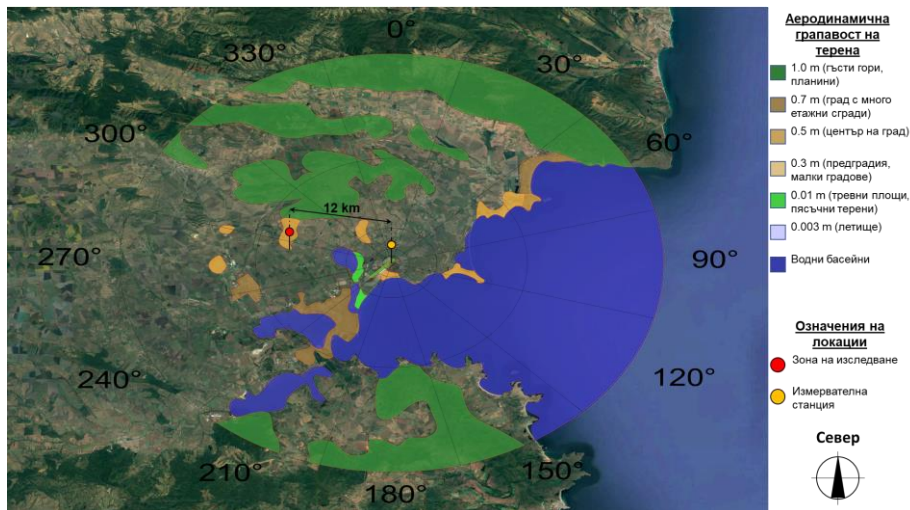 0°
30°
60°
90°
120°
150°
180°
210°
240°
270°
300°
330°
12 km
Аеродинамична
грапавост на
терена
1.0 m (гъсти гори,
планини)
0.7 m (град с много
етажни сгради)
0.5 m (център на град)
0.3 m (предградия,
малки градове)
0.01 m (тревни площи,
пясъчни терени)
0.003 m (летище)
Водни басейни
Означения на
локации
Зона на изследване
Измервателна
станция
Север